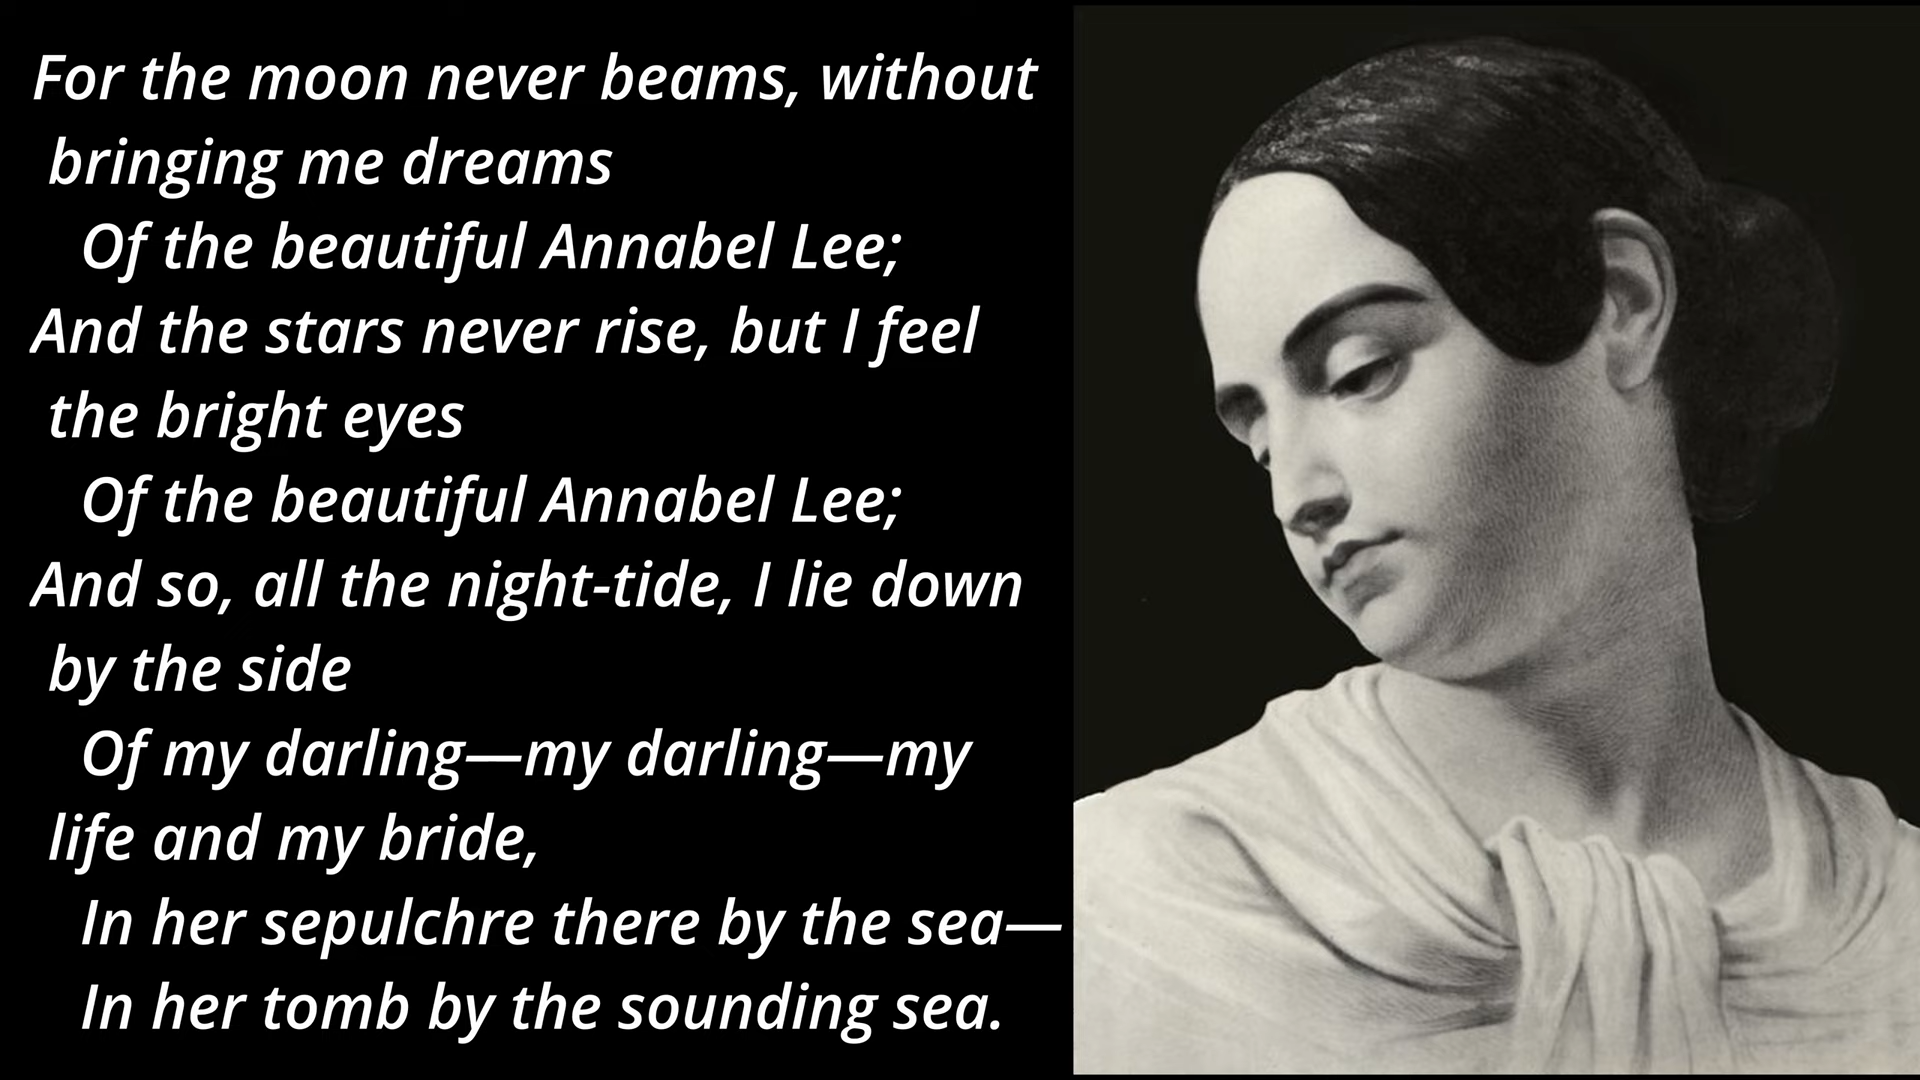 For the moon never beams, without
bringing me dreams
Of the beautiful Annabel Lee;
And the stars never rise, but I feel
the bright eyes
Of the beautiful Annabel Lee;
And so, all the night-tide, I lie down
by the side
Of my darling—my darling—my
life and my bride,
In her sepulchre there by the sea—
In her tomb by the sounding sea.